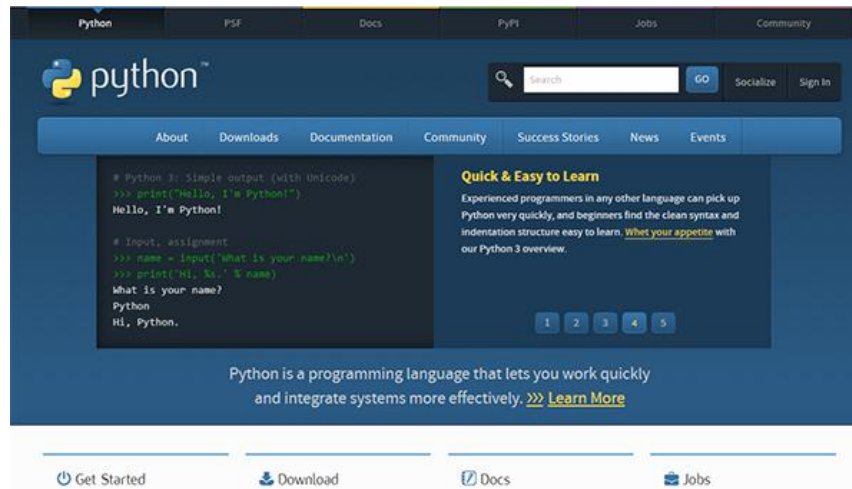 Python PSF Docs PyPI Jobs Community
python™
Search GO Socialize Sign In
About Downloads Documentation Community Success Stories News Events
# Python 3: Simple output (with Unicode)
>>> print("Hello, I'm Python!")
Hello, I'm Python!
# Input, assignment
>>> name = input('What is your name?\n')
>>> print('Hi, %s.' % name)
What is your name?
Python
Hi, Python.
Quick & Easy to Learn
Experienced programmers in any other language can pick up
Python very quickly, and beginners find the clean syntax and
indentation structure easy to learn. Whet your appetite with
our Python 3 overview.
1 2 3 4 5
Python is a programming language that lets you work quickly
and integrate systems more effectively. >>> Learn More
Get Started Download Docs Jobs